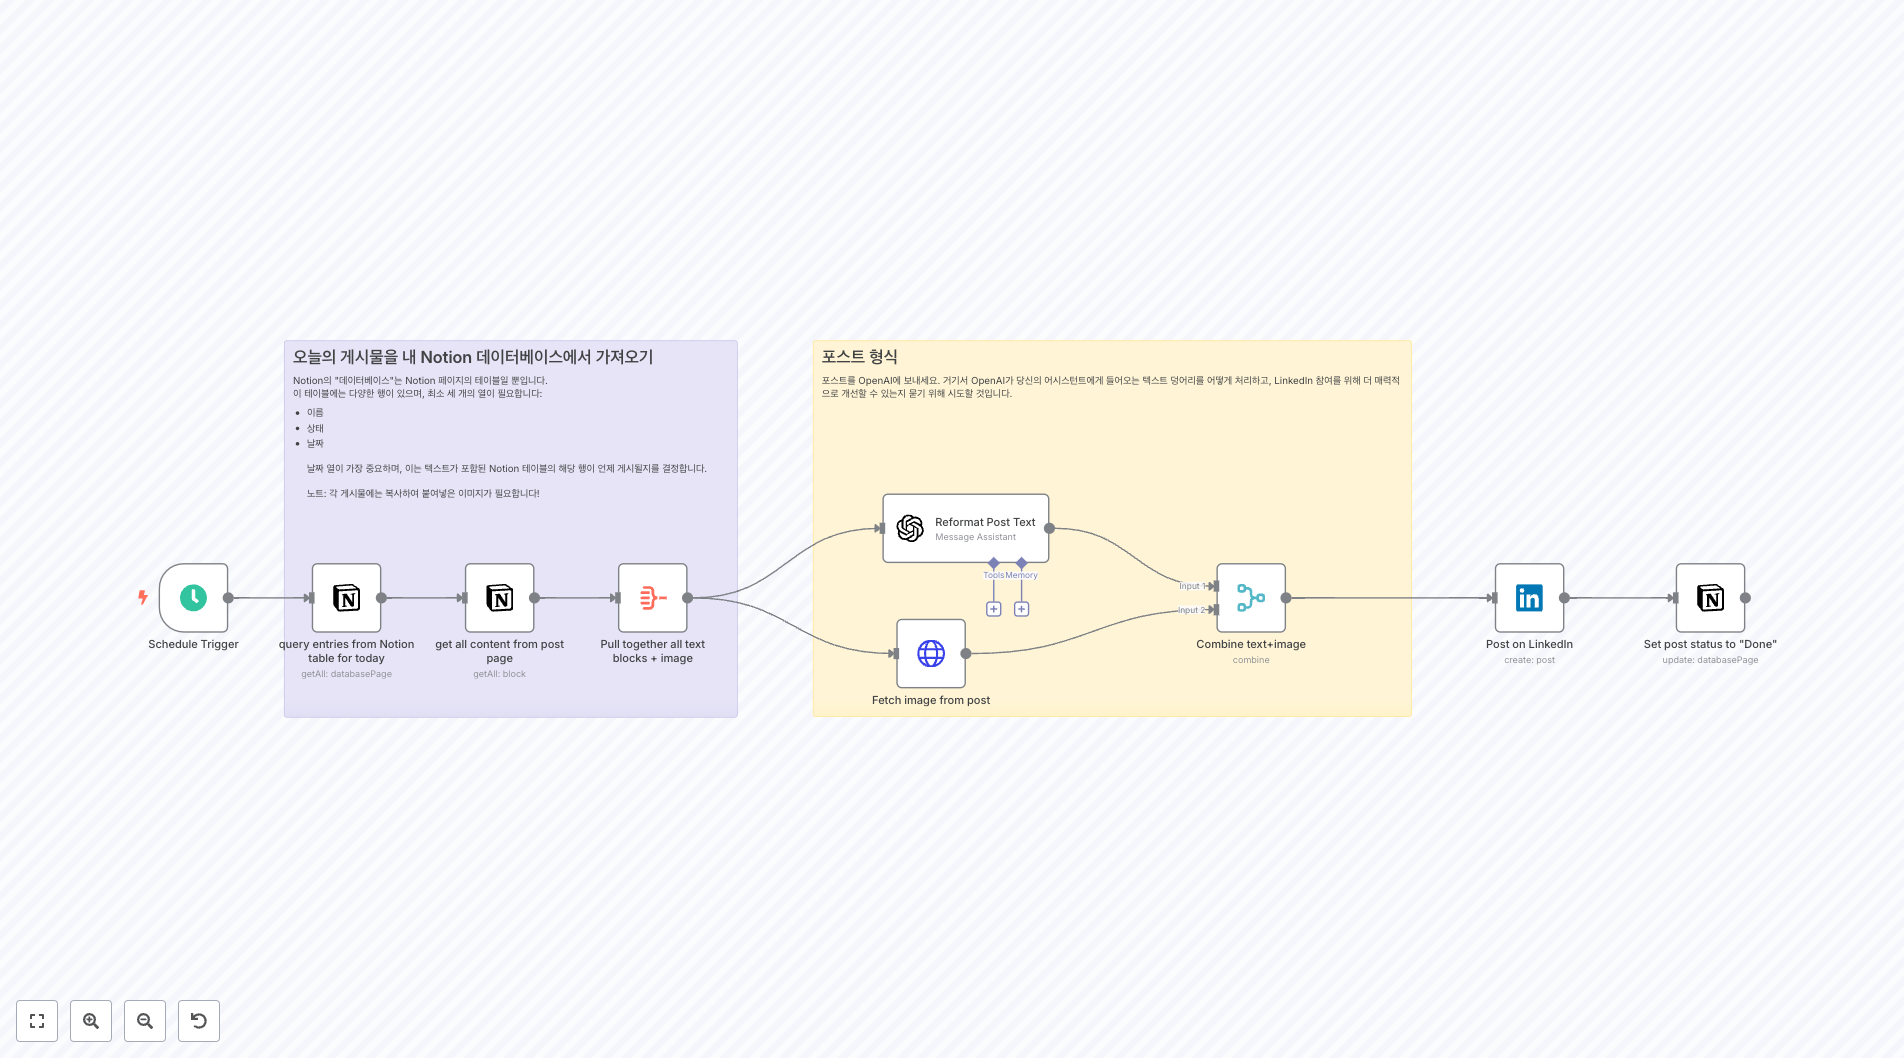 오늘의 게시물을 내 Notion 데이터베이스에서 가져오기
Notion의 "데이터베이스"는 Notion 페이지의 테이블일 뿐입니다.
이 테이블에는 다양한 행이 있으며, 최소 세 개의 열이 필요합니다:
이름
상태
날짜
날짜 열이 가장 중요하며, 이는 텍스트가 포함된 Notion 테이블의 해당 행이 언제 게시될지를 결정합니다.
노트: 각 게시물에는 복사하여 붙여넣은 이미지가 필요합니다!
포스트 형식
포스트를 OpenAI에 보내세요. 거기서 OpenAI가 당신의 어시스턴트에게 들어오는 텍스트 덩어리를 어떻게 처리하고, LinkedIn 참여를 위해 더 매력적
으로 개선할 수 있는지 묻기 위해 시도할 것입니다.
Schedule Trigger
query entries from Notion
table for today
getAll: databasePage
get all content from post
page
getAll: block
Pull together all text
blocks + image
Reformat Post Text
Message Assistant
Tools
Memory
Fetch image from post
Input 1
Input 2
Combine text+image
combine
Post on LinkedIn
create: post
Set post status to "Done"
update: databasePage